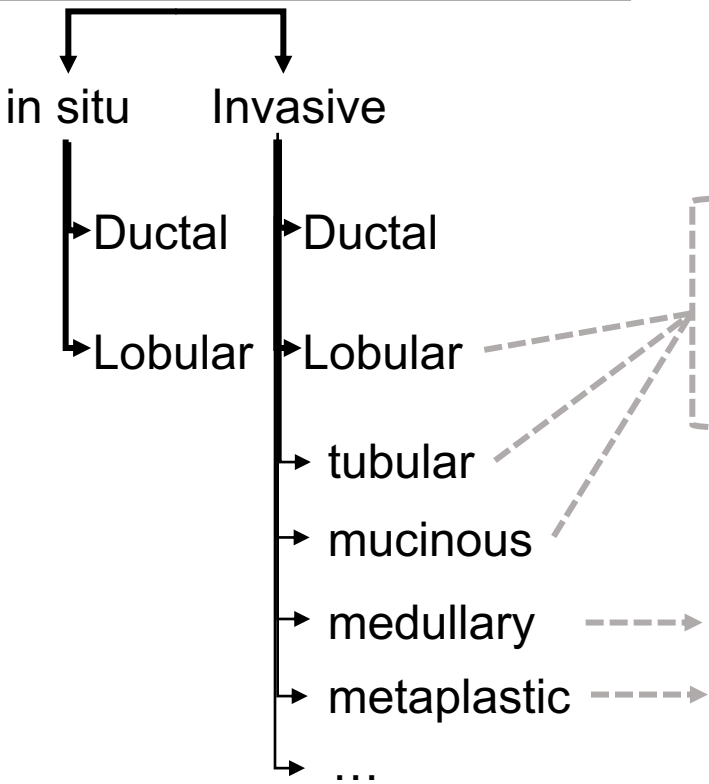 in situ Invasive
Ductal Ductal
Lobular Lobular
tubular
mucinous
medullary
metaplastic
...